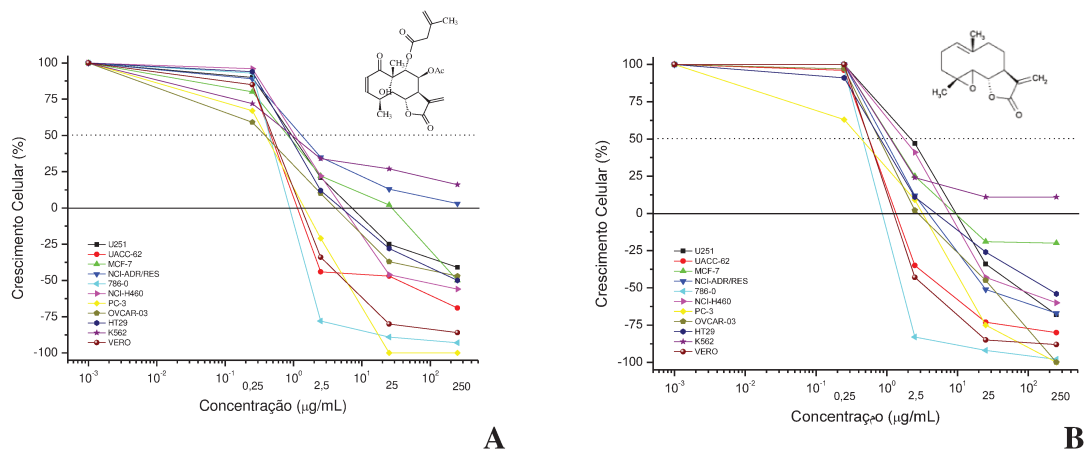 Crescimento Celular (%)
100
75
50
25
0
-25
-50
-75
-100
U251
UACC-62
MCF-7
NCI-ADR/RES
786-0
NCI-H460
PC-3
OVCAR-03
HT29
K562
VERO
10⁻³
10⁻²
10⁻¹
10⁰
10¹
10²
0,25
2,5
25
250
Concentração (µg/mL)
CH₃
O
O
O
CH₃
O
Ac
OH
CH₃
O
O
A
Crescimento Celular (%)
100
75
50
25
0
-25
-50
-75
-100
U251
UACC-62
MCF-7
NCI-ADR/RES
786-0
NCI-H460
PC-3
OVCAR-03
HT29
K562
VERO
10⁻³
10⁻²
10⁻¹
10⁰
10¹
10²
0,25
2,5
25
250
(µg/mL)
CH₃
CH₃
O
O
CH₂
O
B